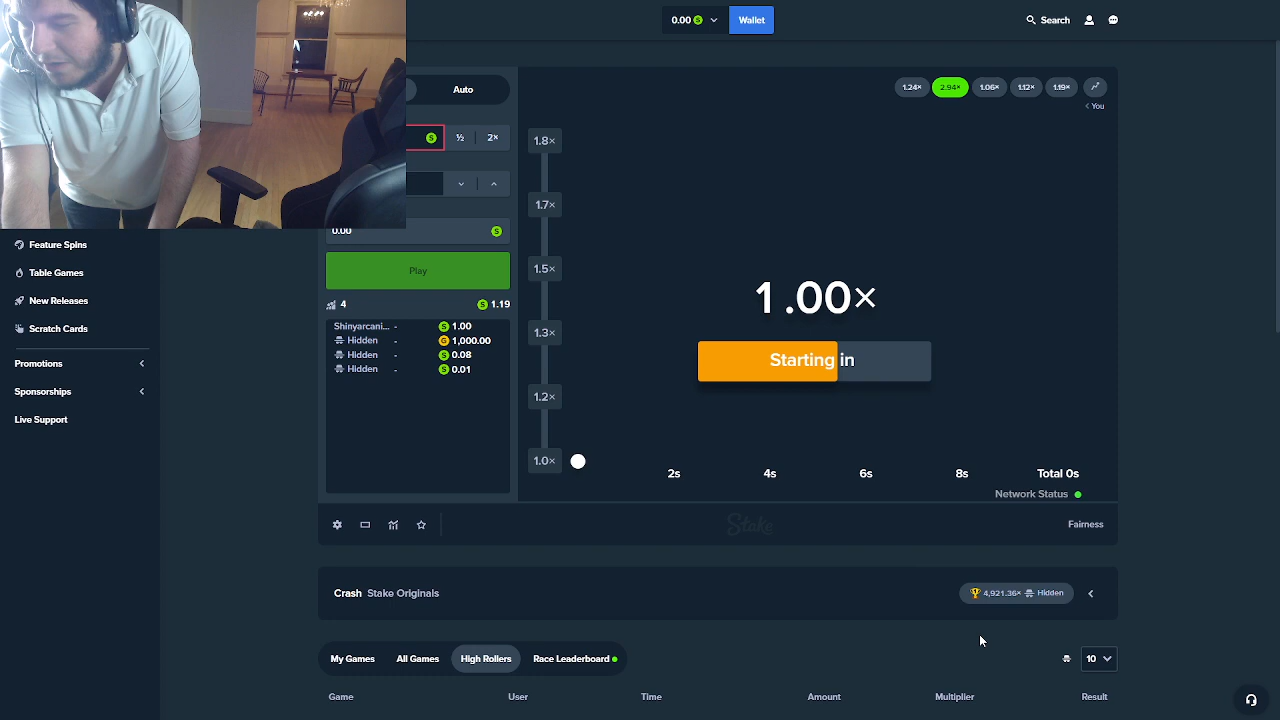 0.00 Wallet Search
Auto
1.24× 2.94× 1.06× 1.12× 1.19×
You
½ 2×
0.00
Play
4 1.19
Shinyarcani... - 1.00
Hidden - 1,000.00
Hidden - 0.08
Hidden - 0.01
1.8×
1.7×
1.5×
1.3×
1.2×
1.0×
1.00×
Starting in
2s 4s 6s 8s Total 0s
Network Status
Feature Spins
Table Games
New Releases
Scratch Cards
Promotions
Sponsorships
Live Support
Stake
Fairness
Crash Stake Originals 4,921.36× Hidden
My Games All Games High Rollers Race Leaderboard 10
Game User Time Amount Multiplier Result